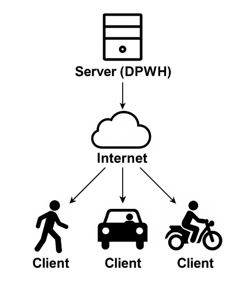 Server (DPWH)
Internet
Client Client Client